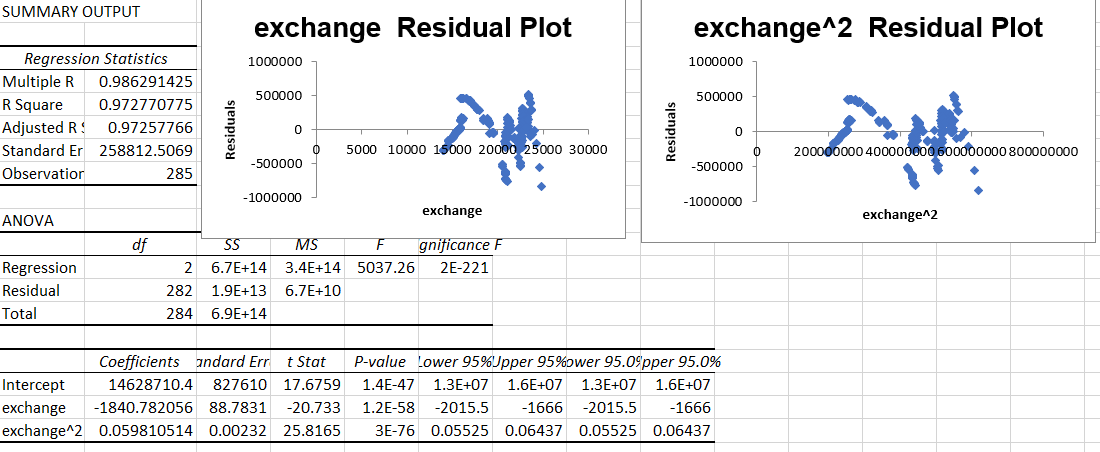 SUMMARY OUTPUT
Regression Statistics
Multiple R 0.986291425
R Square 0.972770775
Adjusted R 0.97257766
Standard Er 258812.5069
Observation 285
exchange Residual Plot
1000000
500000
0
-500000
-1000000
Residuals
0 5000 10000 15000 20000 25000 30000
exchange
exchange^2 Residual Plot
1000000
500000
0
-500000
-1000000
Residuals
0 200000000 400000000 600000000 800000000
exchange^2
ANOVA
df SS MS F gnificance F
Regression 2 6.7E+14 3.4E+14 5037.26 2E-221
Residual 282 1.9E+13 6.7E+10
Total 284 6.9E+14
Coefficients andard Err t Stat P-value Lower 95% Upper 95% ower 95.0% pper 95.0%
Intercept 14628710.4 827610 17.6759 1.4E-47 1.3E+07 1.6E+07 1.3E+07 1.6E+07
exchange -1840.782056 88.7831 -20.733 1.2E-58 -2015.5 -1666 -2015.5 -1666
exchange^2 0.059810514 0.00232 25.8165 3E-76 0.05525 0.06437 0.05525 0.06437